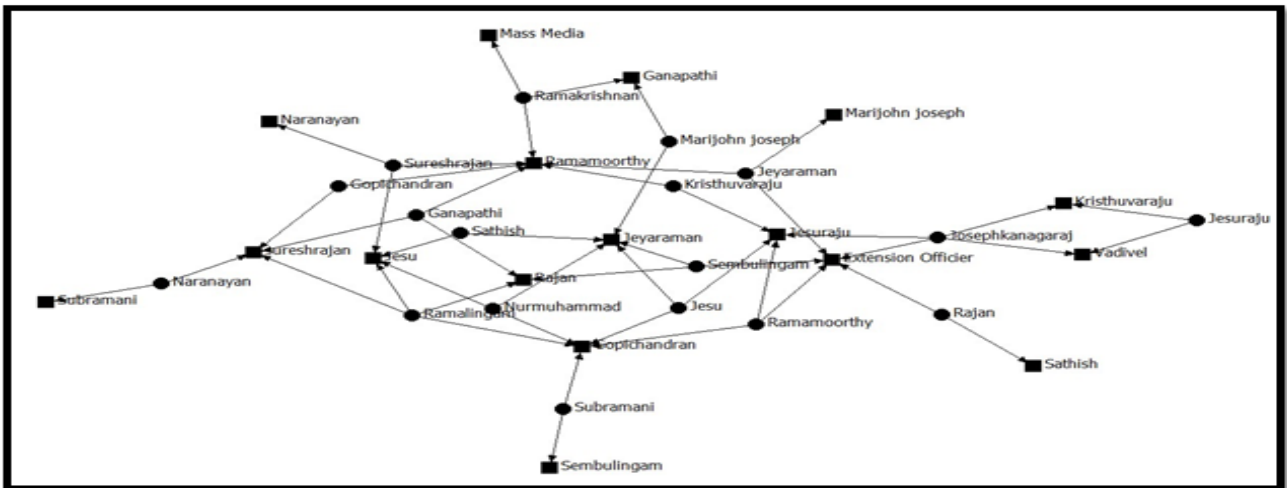 Mass Media
Ganapathi
Ramakrishnan
Marijohn joseph
Naranayan
Marijohn joseph
Sureshrajan
Ramamoorthy
Jeyaraman
Gopichandran
Kristhuvaraju
Kristhuvaraju
Ganapathi
Jesuraju
Sathish
Jeyaraman
Jesuraju
Josephkanagaraj
Sureshrajan
Jesu
Vadivel
Extension Officier
Sembulingam
Rajan
Naranayan
Subramani
Nurmuhammad
Jesu
Ramalingam
Rajan
Ramamoorthy
Gopichandran
Sathish
Subramani
Sembulingam